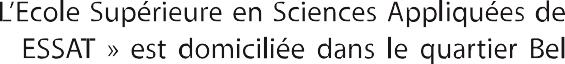 L'Ecole Supérieure en Sciences Appliquées de
ESSAT » est domiciliée dans le quartier Bel